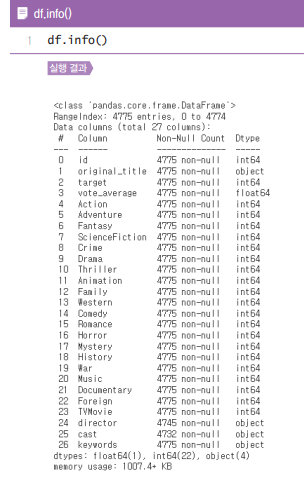 df.info()
1 df.info()
실행 결과
<class 'pandas.core.frame.DataFrame'>
RangeIndex: 4775 entries, 0 to 4774
Data columns (total 27 columns):
 #   Column          Non-Null Count  Dtype
---  ------          --------------  -----
 0   id              4775 non-null   int64
 1   original_title  4775 non-null   object
 2   target          4775 non-null   int64
 3   vote_average    4775 non-null   float64
 4   Action          4775 non-null   int64
 5   Adventure       4775 non-null   int64
 6   Fantasy         4775 non-null   int64
 7   ScienceFiction  4775 non-null   int64
 8   Crime           4775 non-null   int64
 9   Drama           4775 non-null   int64
 10  Thriller        4775 non-null   int64
 11  Animation       4775 non-null   int64
 12  Family          4775 non-null   int64
 13  Western         4775 non-null   int64
 14  Comedy          4775 non-null   int64
 15  Romance         4775 non-null   int64
 16  Horror          4775 non-null   int64
 17  Mystery         4775 non-null   int64
 18  History         4775 non-null   int64
 19  War             4775 non-null   int64
 20  Music           4775 non-null   int64
 21  Documentary     4775 non-null   int64
 22  Foreign         4775 non-null   int64
 23  TVMovie         4775 non-null   int64
 24  director        4745 non-null   object
 25  cast            4732 non-null   object
 26  keywords        4775 non-null   object
dtypes: float64(1), int64(22), object(4)
memory usage: 1007.4+ KB